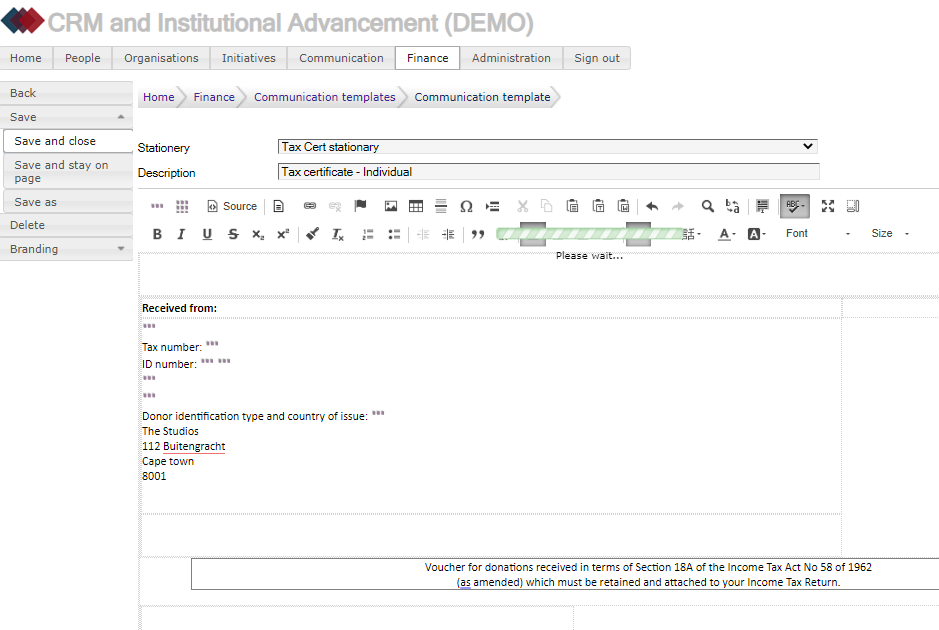 CRM and Institutional Advancement (DEMO)
Home People Organisations Initiatives Communication Finance Administration Sign out
Back
Save
Save and close
Save and stay on
page
Save as
Delete
Branding
Home Finance Communication templates Communication template
Stationery Tax Cert stationary
Description Tax certificate - Individual
Source
ABC
B I U S x₂ x² Tx
A A Font Size
Please wait...
Received from:
Tax number:
ID number:
Donor identification type and country of issue:
The Studios
112 Buitengracht
Cape town
8001
Voucher for donations received in terms of Section 18A of the Income Tax Act No 58 of 1962
(as amended) which must be retained and attached to your Income Tax Return.